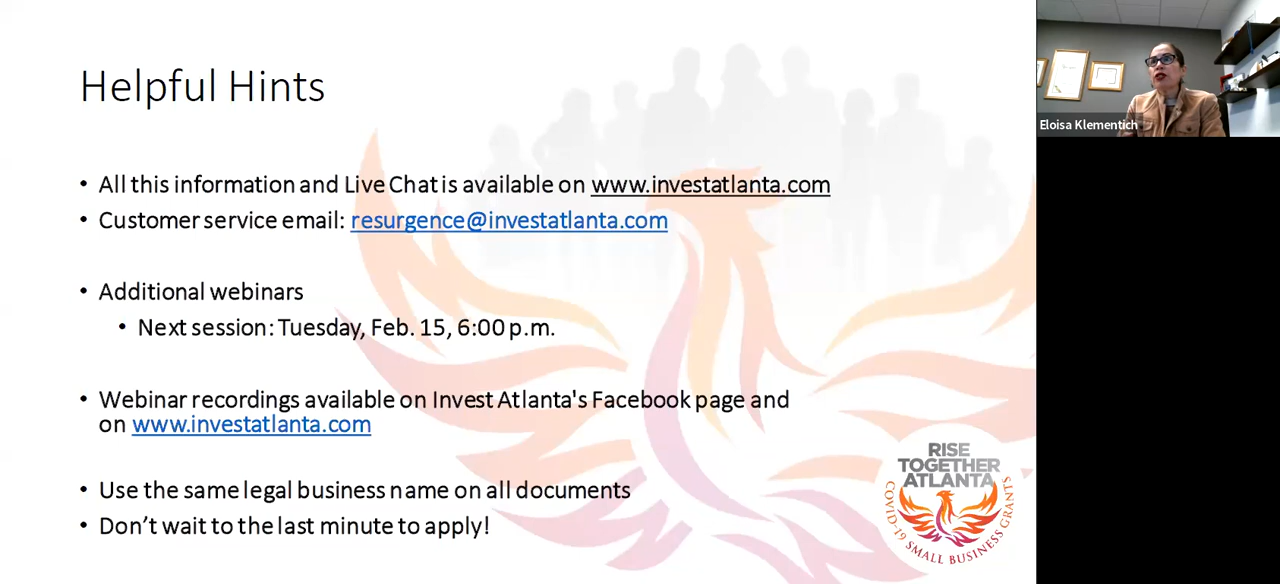 Helpful Hints
• All this information and Live Chat is available on www.investatlanta.com
• Customer service email: resurgence@investatlanta.com
• Additional webinars
• Next session: Tuesday, Feb. 15, 6:00 p.m.
• Webinar recordings available on Invest Atlanta's Facebook page and
on www.investatlanta.com
• Use the same legal business name on all documents
• Don’t wait to the last minute to apply!
RISE
TOGETHER
ATLANTA
COVID-19 SMALL BUSINESS GRANTS
Eloisa Klementich